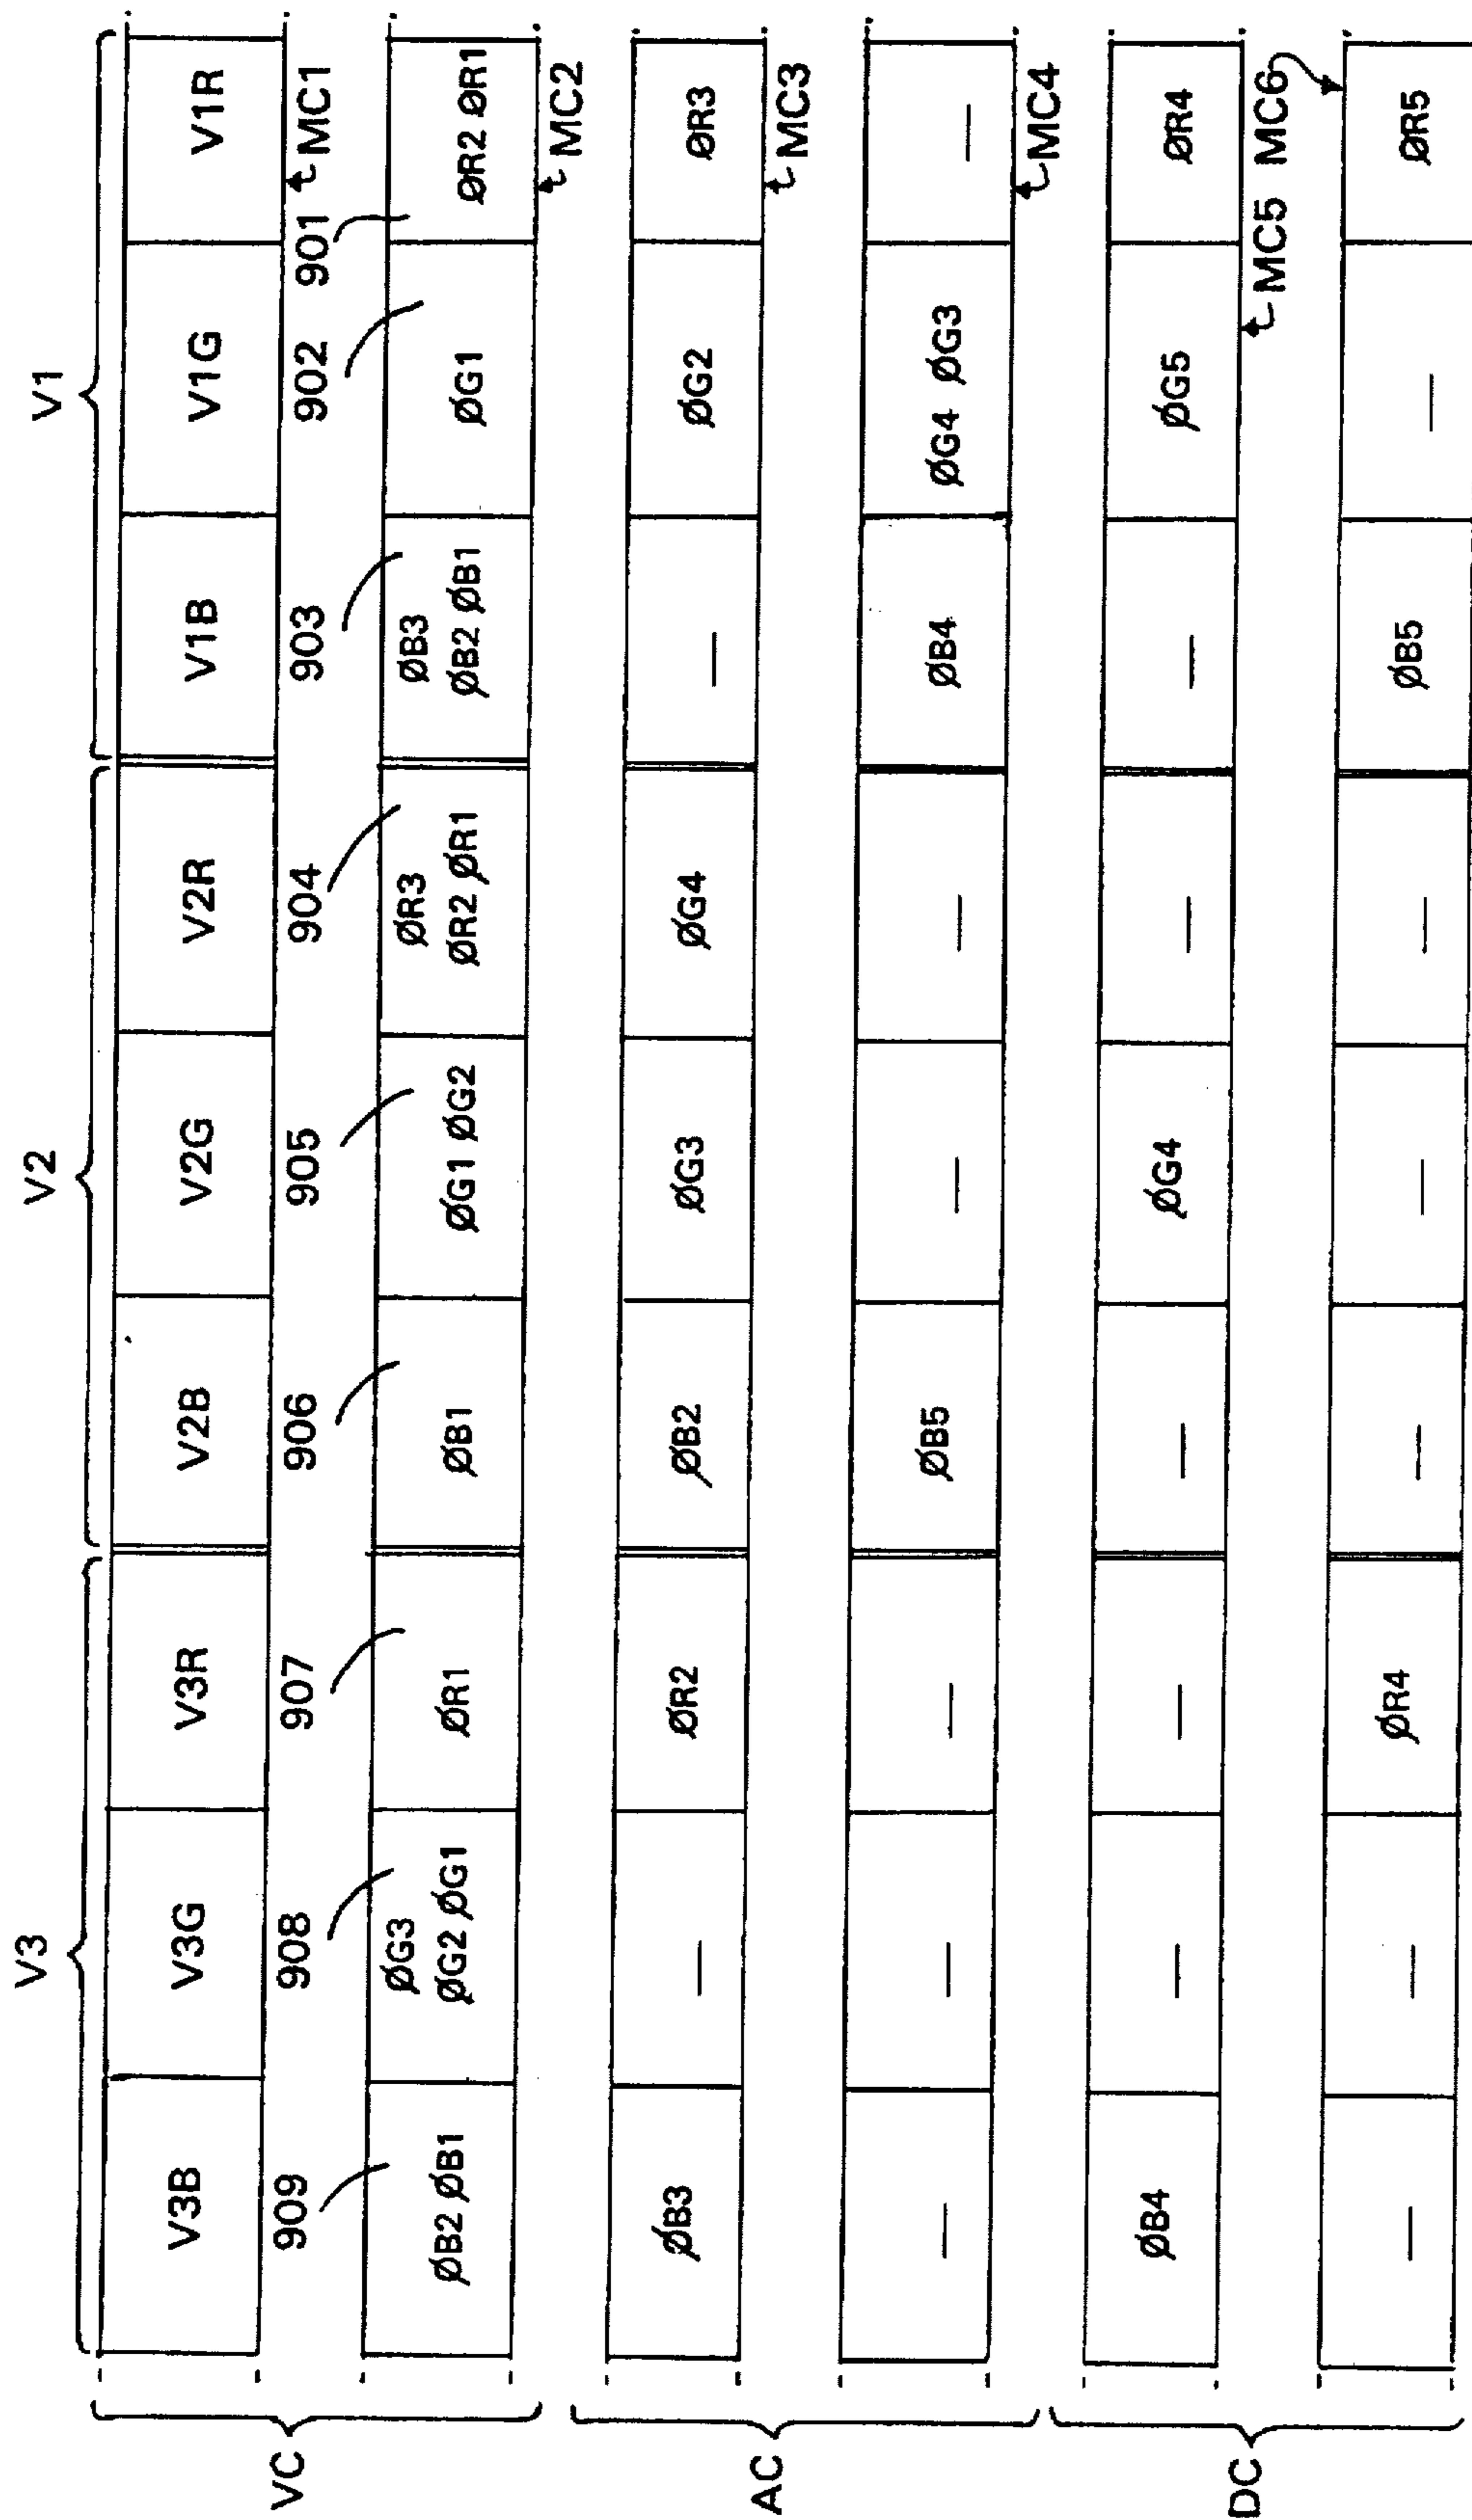 V3 V2 V1
V3B V3G V3R V2B V2G V2R V1B V1G V1R
VC 909 908 907 906 905 904 903 902 901 MC1
ØG3 ØR3 ØB3
ØB2 ØB1 ØG2 ØG1 ØR1 ØB1 ØG1 ØG2 ØR2 ØR1 ØB2 ØB1 ØG1 ØR2 ØR1
MC2
ØB3 — ØR2 ØB2 ØG3 ØG4 — ØG2 ØR3
AC MC3
— — — ØB5 — — ØB4 ØG4 ØG3 —
MC4
ØB4 — — — ØG4 — — ØG5 ØR4
DC MC5 MC6
— — ØR4 — — — ØB5 — ØR5